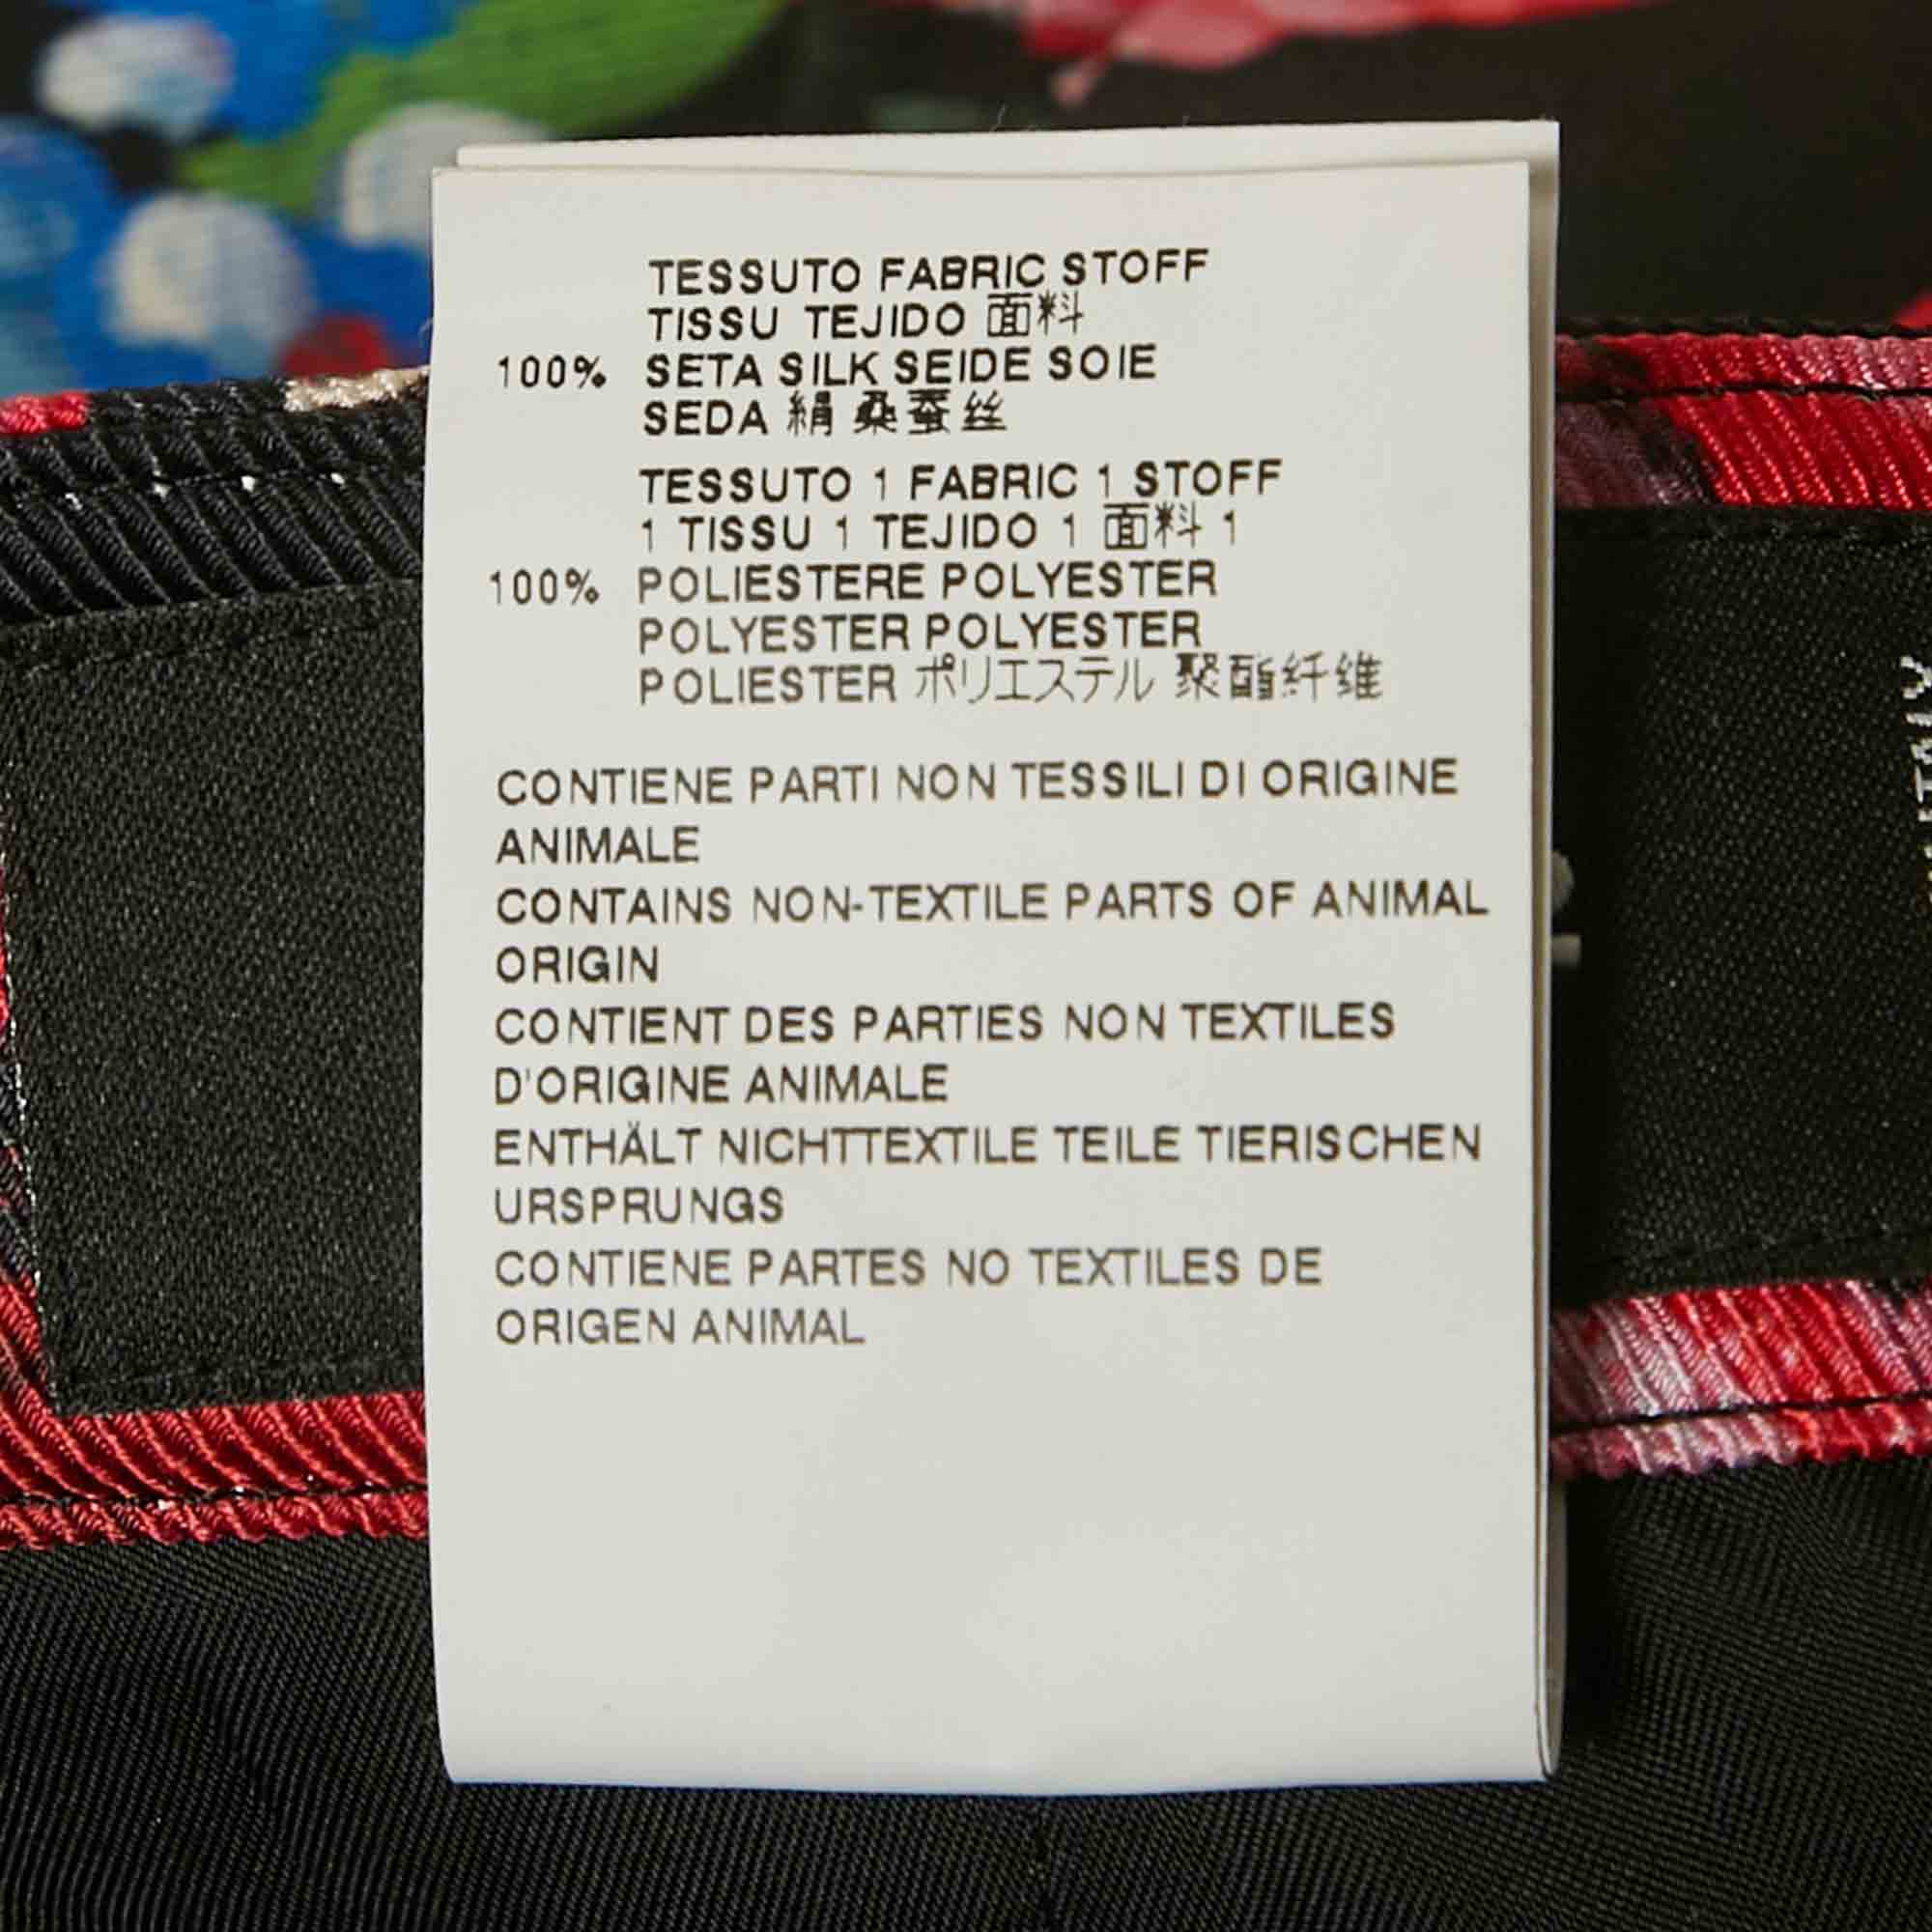 TESSUTO FABRIC STOFF
TISSU TEJIDO 面料
100% SETA SILK SEIDE SOIE
SEDA 絹 桑蚕丝
TESSUTO 1 FABRIC 1 STOFF
1 TISSU 1 TEJIDO 1 面料 1
100% POLIESTERE POLYESTER
POLYESTER POLYESTER
POLIESTER ポリエステル 聚酯纤维
CONTIENE PARTI NON TESSILI DI ORIGINE
ANIMALE
CONTAINS NON-TEXTILE PARTS OF ANIMAL
ORIGIN
CONTIENT DES PARTIES NON TEXTILES
D'ORIGINE ANIMALE
ENTHÄLT NICHTTEXTILE TEILE TIERISCHEN
URSPRUNGS
CONTIENE PARTES NO TEXTILES DE
ORIGEN ANIMAL